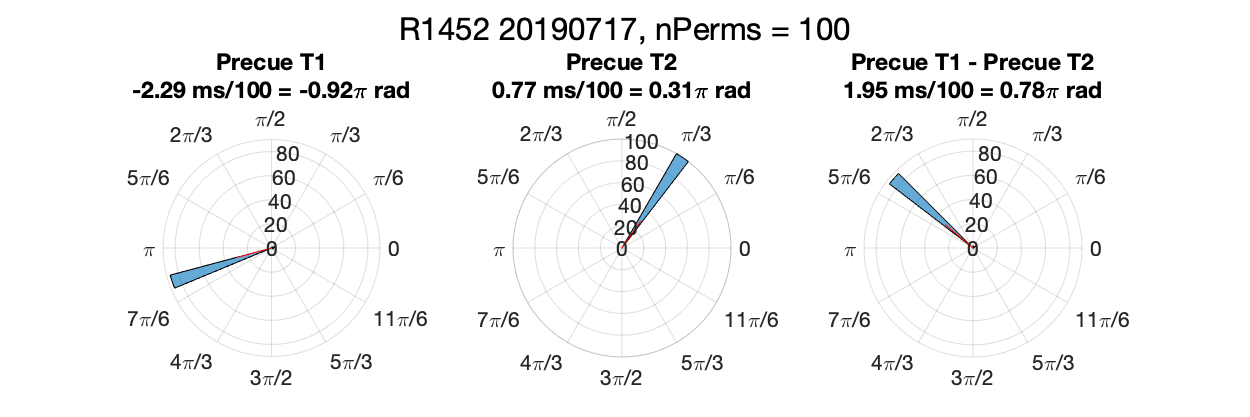 R1452 20190717, nPerms = 100
Precue T1
-2.29 ms/100 = -0.92π rad
π/2
2π/3
π/3
5π/6
π/6
π
0
7π/6
11π/6
4π/3
5π/3
3π/2
80
60
40
20
0
Precue T2
0.77 ms/100 = 0.31π rad
π/2
2π/3
π/3
5π/6
π/6
π
0
7π/6
11π/6
4π/3
5π/3
3π/2
100
80
60
40
20
0
Precue T1 - Precue T2
1.95 ms/100 = 0.78π rad
π/2
2π/3
π/3
5π/6
π/6
π
0
7π/6
11π/6
4π/3
5π/3
3π/2
80
60
40
20
0